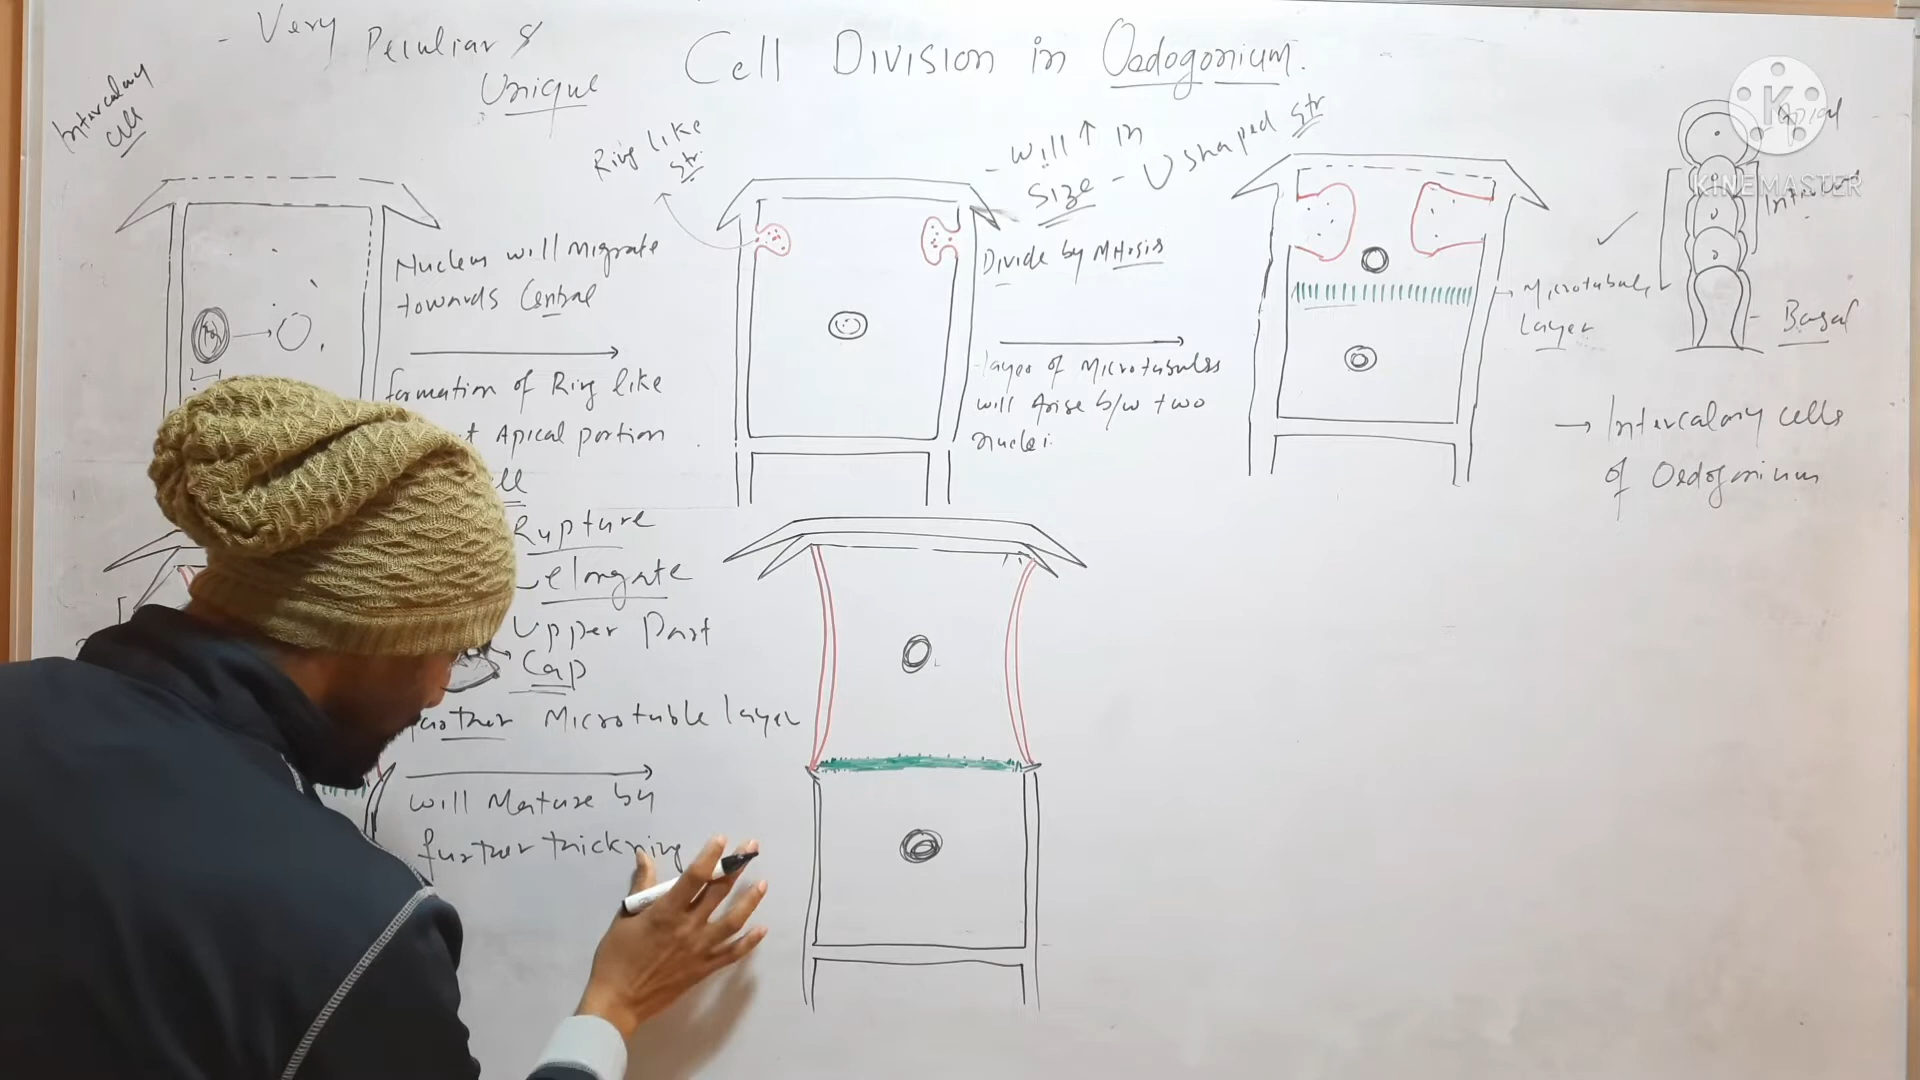 - Very Peculiar &
Unique
Cell Division in Oedogonium.
Intercalary
cell
Ring like
Str.
- Will ↑ in
Size - U shaped Str
Apical
KINEMASTER
Nucleus will migrate
towards Central
Divide by Mitosis
→ Microtubule
layer
Basal
formation of Ring like
layer of Microtubules
will Arise b/w two
nuclei.
t Apical portion
→ Intercalary cells
of Oedogonium
Rupture
elongate
Upper Part
Cap
Microtuble layer
will Mature by
further thickning